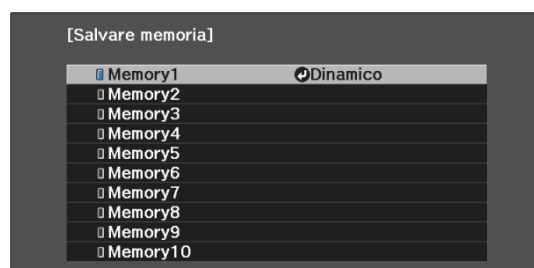 [Salvare memoria]
Memory1 Dinamico
Memory2
Memory3
Memory4
Memory5
Memory6
Memory7
Memory8
Memory9
Memory10